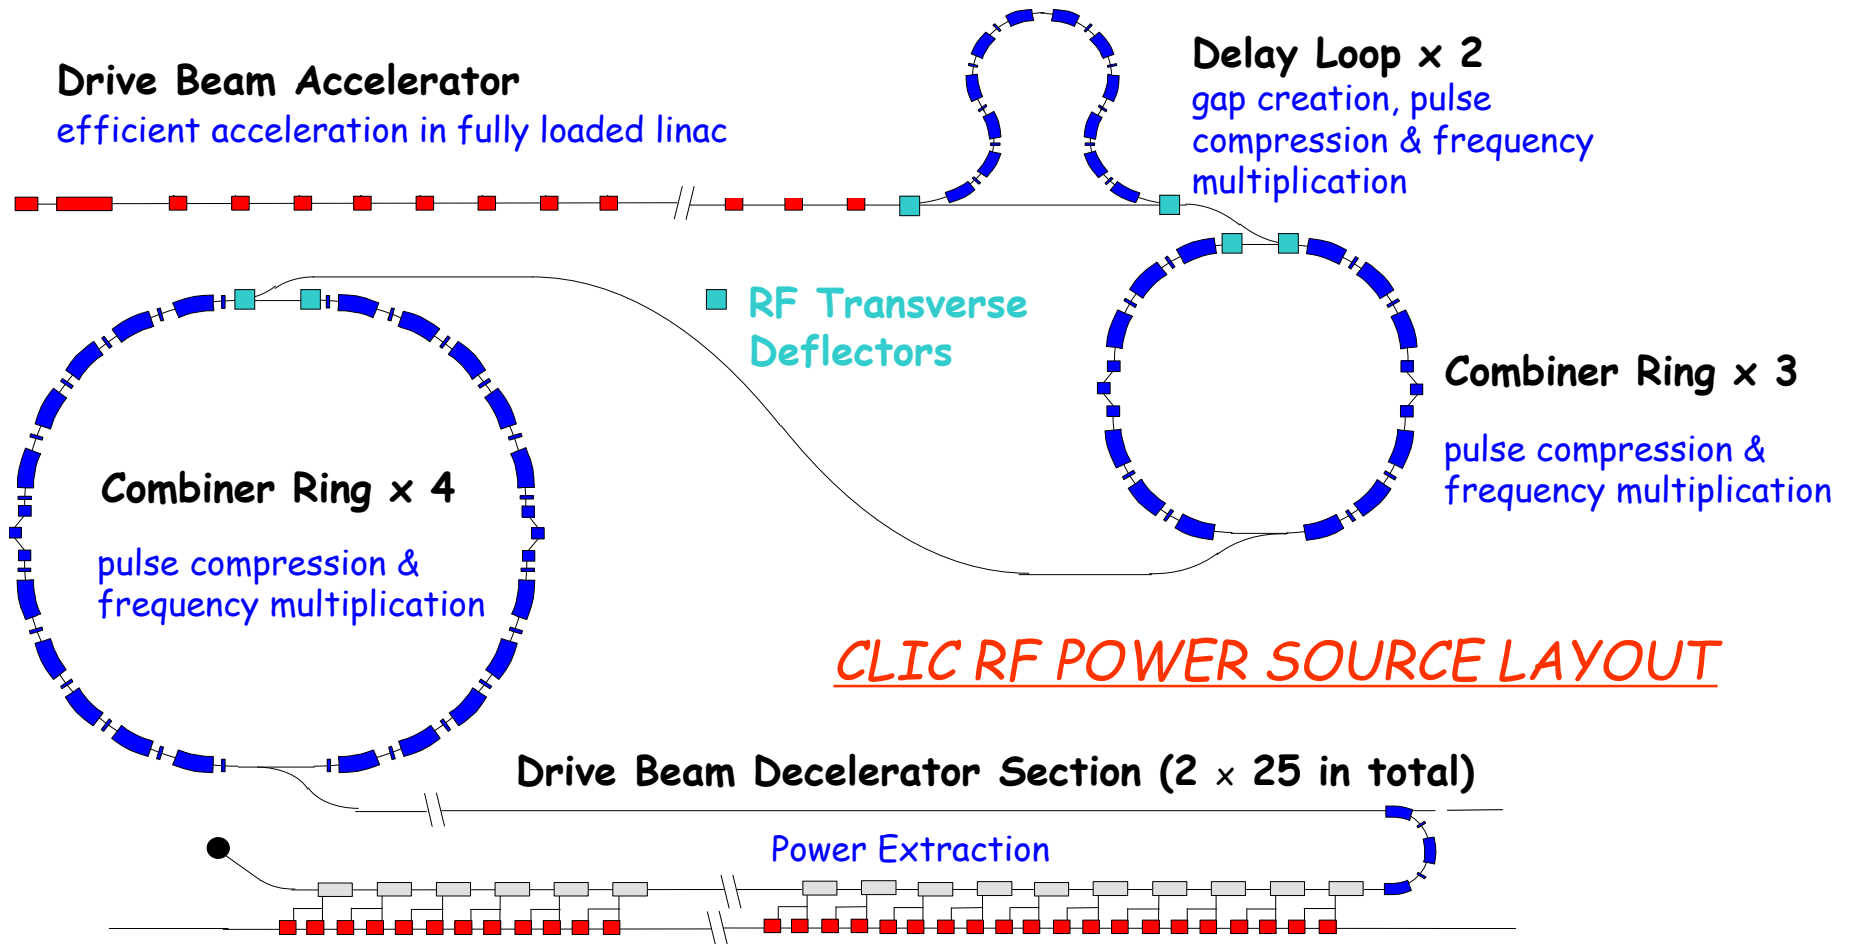 Drive Beam Accelerator
efficient acceleration in fully loaded linac
Delay Loop x 2
gap creation, pulse
compression & frequency
multiplication
RF Transverse
Deflectors
Combiner Ring x 3
pulse compression &
frequency multiplication
Combiner Ring x 4
pulse compression &
frequency multiplication
CLIC RF POWER SOURCE LAYOUT
Drive Beam Decelerator Section (2 x 25 in total)
Power Extraction